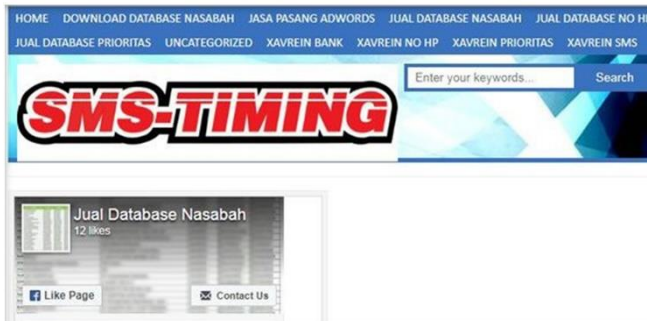 HOME DOWNLOAD DATABASE NASABAH JASA PASANG ADWORDS JUAL DATABASE NASABAH JUAL DATABASE NO
JUAL DATABASE PRIORITAS UNCATEGORIZED XAVREIN BANK XAVREIN NO HP XAVREIN PRIORITAS XAVREIN SMS
Enter your keywords... Search
SMS-TIMING
Jual Database Nasabah
12 likes
Like Page Contact Us